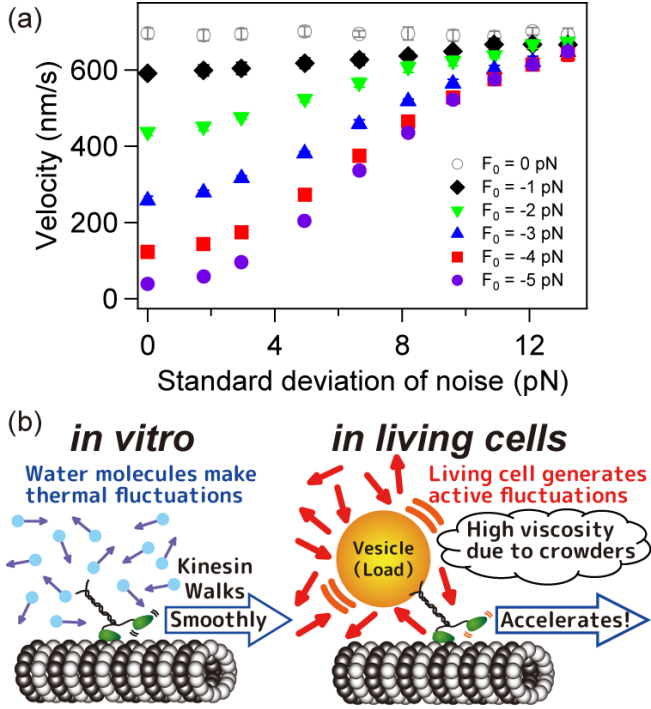 (a)
Velocity (nm/s)
600
400
200
0
F₀ = 0 pN
F₀ = -1 pN
F₀ = -2 pN
F₀ = -3 pN
F₀ = -4 pN
F₀ = -5 pN
0
4
8
12
Standard deviation of noise (pN)
(b)
in vitro
Water molecules make
thermal fluctuations
Kinesin
Walks
Smoothly
in living cells
Living cell generates
active fluctuations
High viscosity
due to crowders
Vesicle
(Load)
Accelerates!